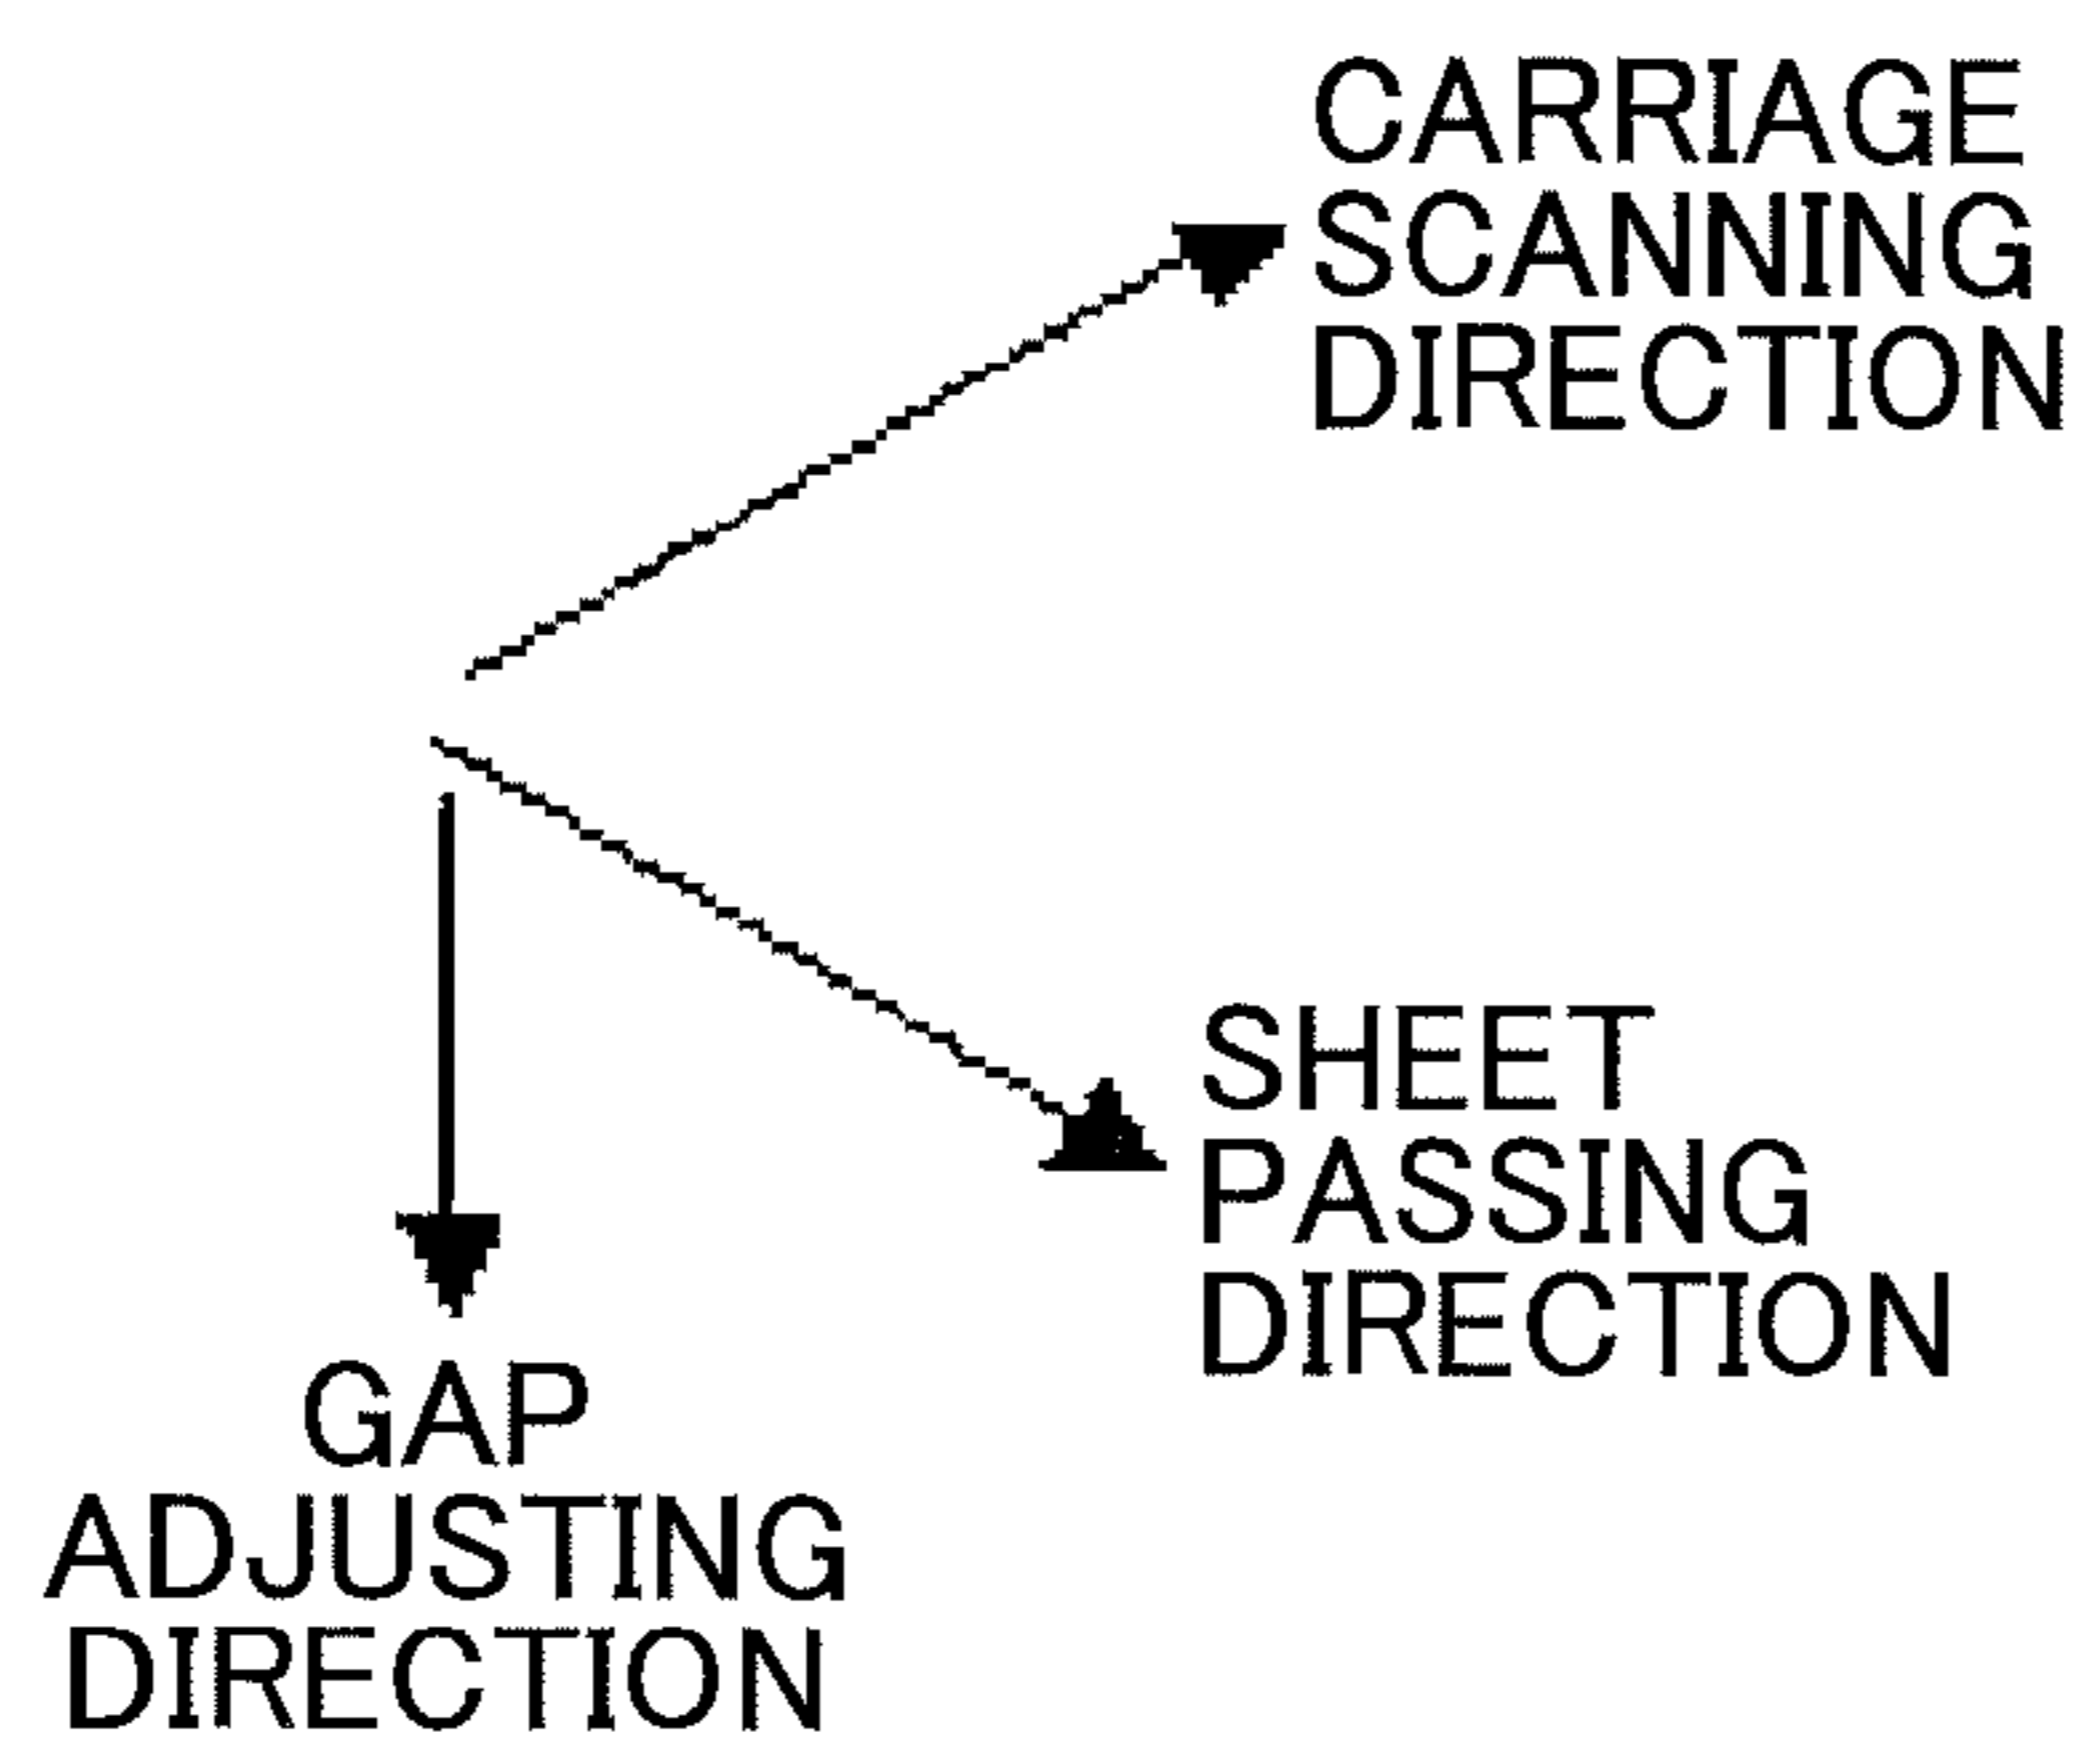 CARRIAGE
SCANNING
DIRECTION
SHEET
PASSING
DIRECTION
GAP
ADJUSTING
DIRECTION